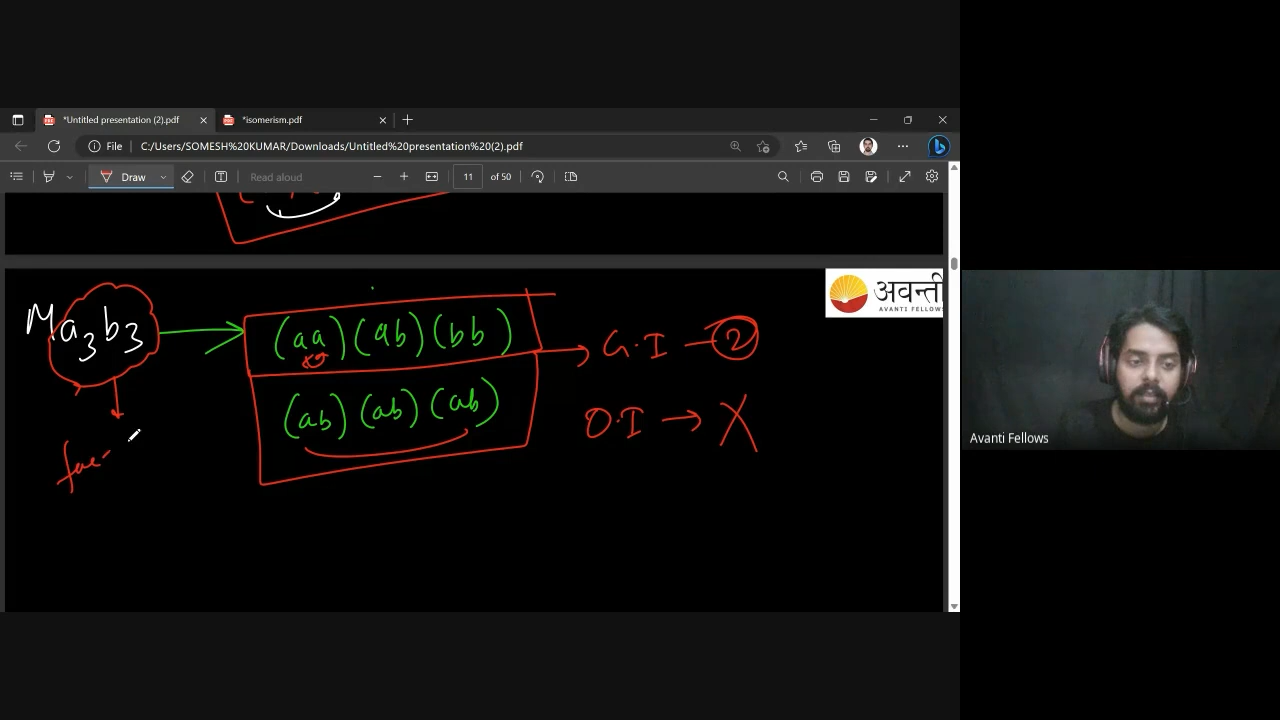 *Untitled presentation (2).pdf
*isomerism.pdf
File
C:/Users/SOMESH%20KUMAR/Downloads/Untitled%20presentation%20(2).pdf
Draw
Read aloud
11 of 50
अवन्ती
AVANTI FELLOWS
Ma3b3
(aa) (ab) (bb)
G.I - 2
(ab) (ab) (ab)
O.I → X
fac-
Avanti Fellows